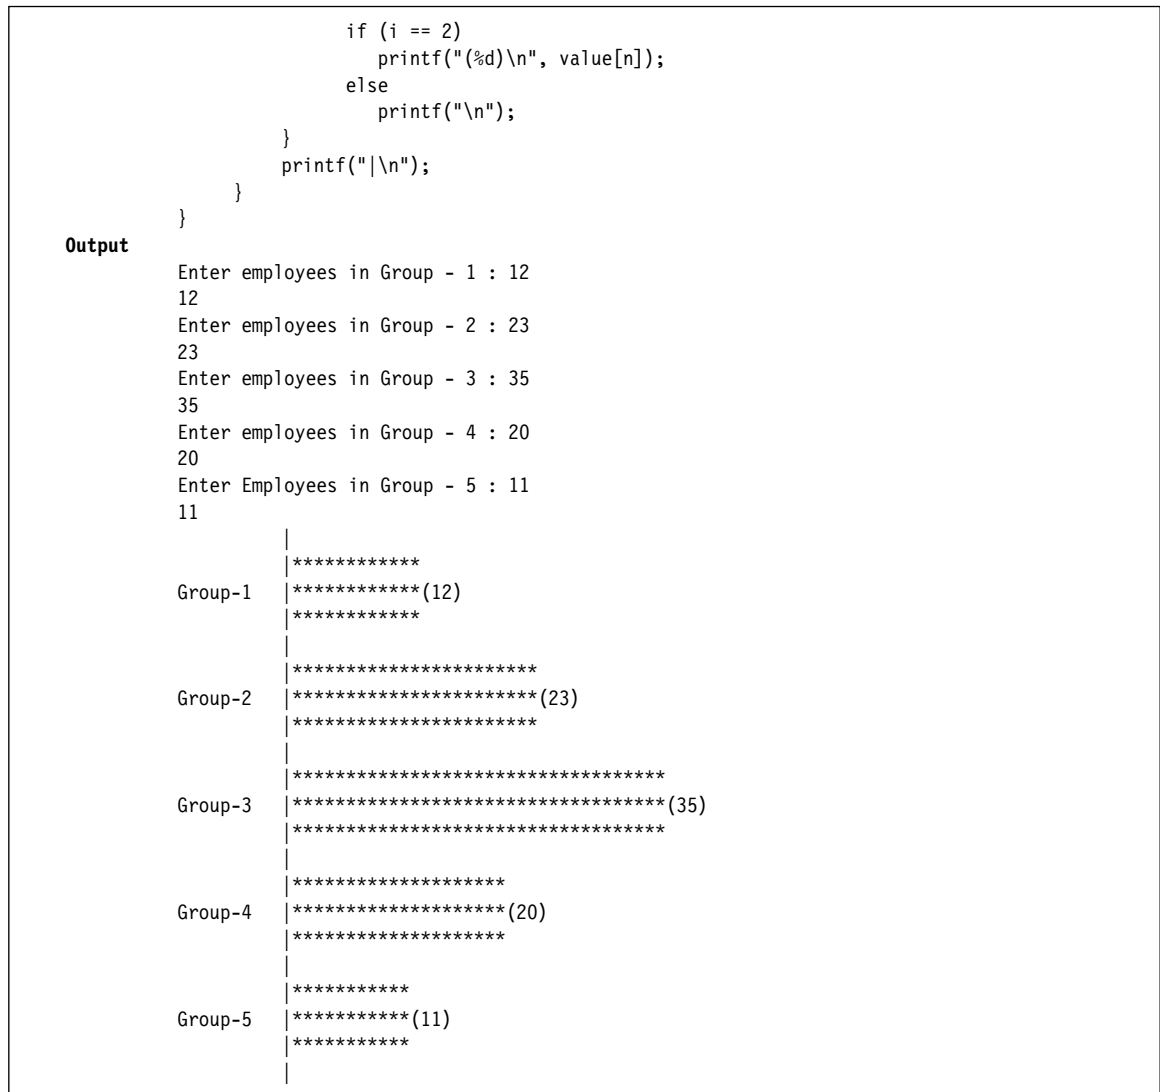 if (i == 2)
printf("(%d)\n", value[n]);
else
printf("\n");
}
printf("|\n");
}
}
Output
Enter employees in Group - 1 : 12
12
Enter employees in Group - 2 : 23
23
Enter employees in Group - 3 : 35
35
Enter employees in Group - 4 : 20
20
Enter Employees in Group - 5 : 11
11
|
|************
Group-1 |************(12)
|************
|
|***********************
Group-2 |***********************(23)
|***********************
|
|***********************************
Group-3 |***********************************(35)
|***********************************
|
|********************
Group-4 |********************(20)
|********************
|
|***********
Group-5 |***********(11)
|***********
|